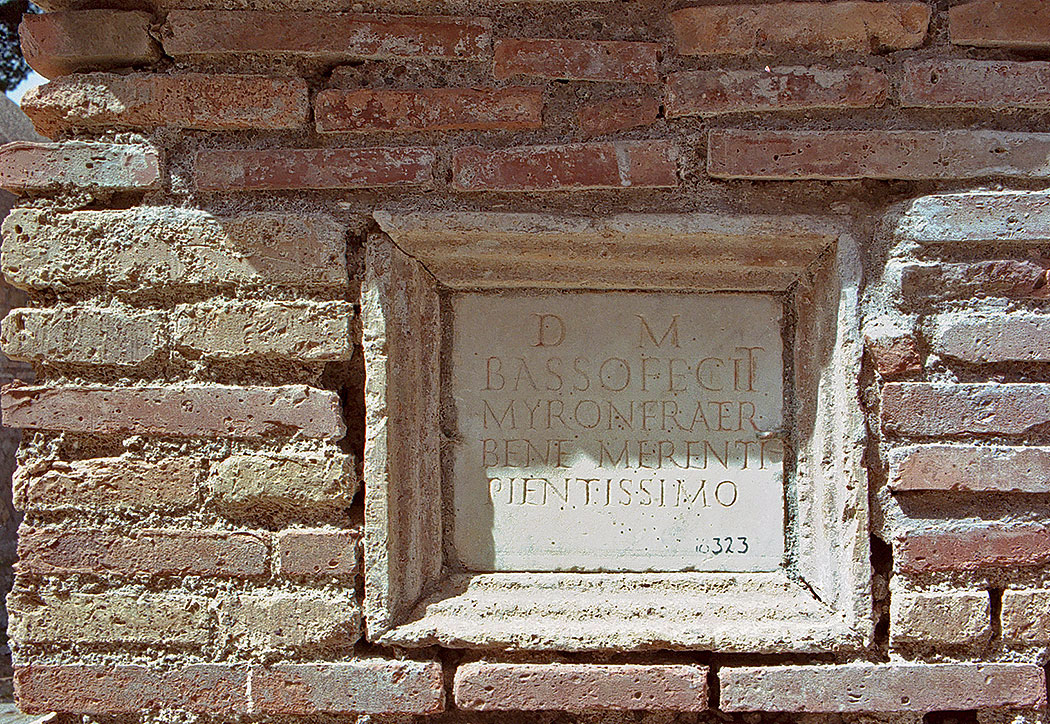 D M
BASSO FECIT
MYRON FRATER
BENE MERENTI
PIENTISSIMO
10323